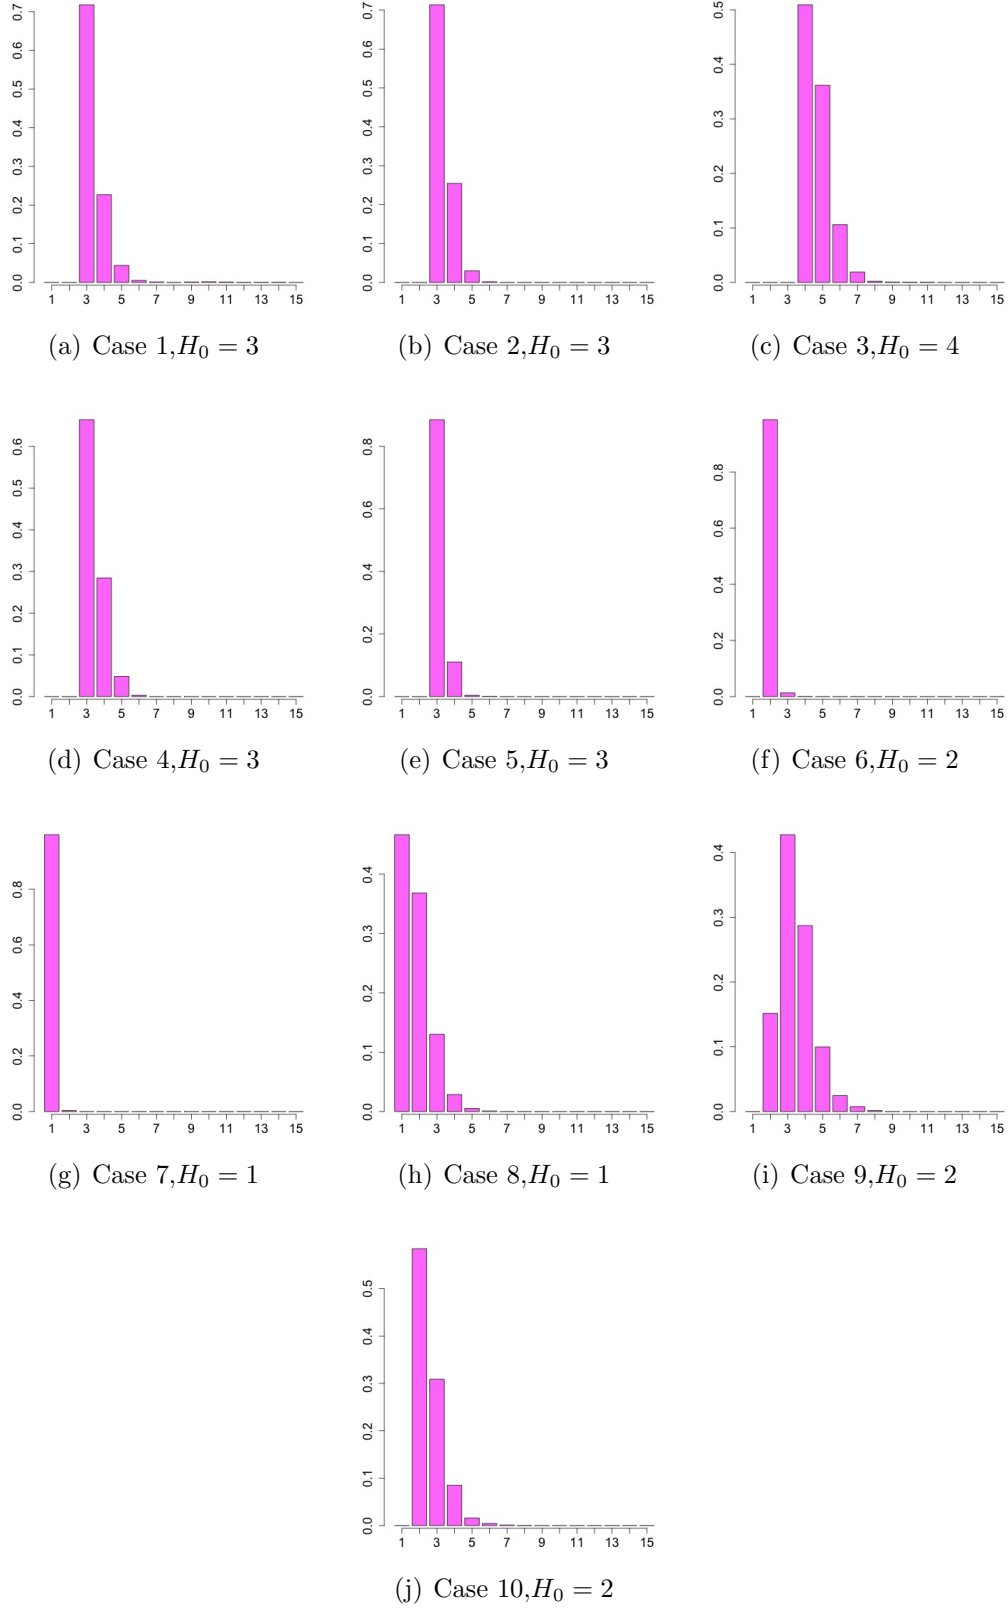 0.0 0.1 0.2 0.3 0.4 0.5 0.6 0.7
1 3 5 7 9 11 13 15
(a) Case 1,H₀ = 3
0.0 0.1 0.2 0.3 0.4 0.5 0.6 0.7
1 3 5 7 9 11 13 15
(b) Case 2,H₀ = 3
0.0 0.1 0.2 0.3 0.4 0.5
1 3 5 7 9 11 13 15
(c) Case 3,H₀ = 4
0.0 0.1 0.2 0.3 0.4 0.5 0.6
1 3 5 7 9 11 13 15
(d) Case 4,H₀ = 3
0.0 0.2 0.4 0.6 0.8
1 3 5 7 9 11 13 15
(e) Case 5,H₀ = 3
0.0 0.2 0.4 0.6 0.8
1 3 5 7 9 11 13 15
(f) Case 6,H₀ = 2
0.0 0.2 0.4 0.6 0.8
1 3 5 7 9 11 13 15
(g) Case 7,H₀ = 1
0.0 0.1 0.2 0.3 0.4
1 3 5 7 9 11 13 15
(h) Case 8,H₀ = 1
0.0 0.1 0.2 0.3 0.4
1 3 5 7 9 11 13 15
(i) Case 9,H₀ = 2
0.0 0.1 0.2 0.3 0.4 0.5
1 3 5 7 9 11 13 15
(j) Case 10,H₀ = 2